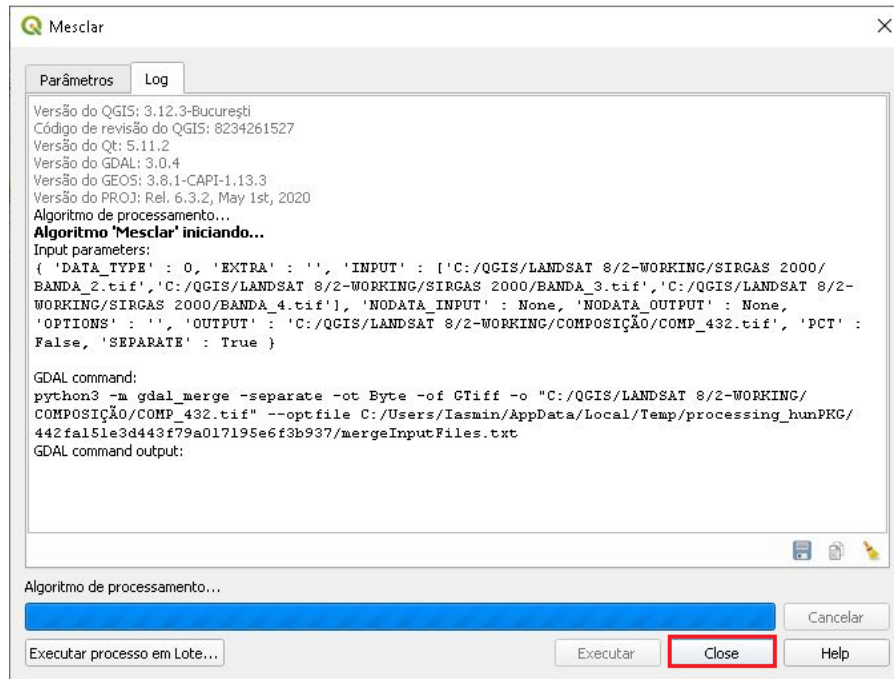 Mesclar
Parâmetros
Log
Versão do QGIS: 3.12.3-Bucureşti
Código de revisão do QGIS: 8234261527
Versão do Qt: 5.11.2
Versão do GDAL: 3.0.4
Versão do GEOS: 3.8.1-CAPI-1.13.3
Versão do PROJ: Rel. 6.3.2, May 1st, 2020
Algoritmo de processamento…
Algoritmo 'Mesclar' iniciando…
Input parameters:
{ 'DATA_TYPE' : 0, 'EXTRA' : '', 'INPUT' : ['C:/QGIS/LANDSAT 8/2-WORKING/SIRGAS 2000/
BANDA_2.tif','C:/QGIS/LANDSAT 8/2-WORKING/SIRGAS 2000/BANDA_3.tif','C:/QGIS/LANDSAT 8/2-
WORKING/SIRGAS 2000/BANDA_4.tif'], 'NODATA_INPUT' : None, 'NODATA_OUTPUT' : None,
'OPTIONS' : '', 'OUTPUT' : 'C:/QGIS/LANDSAT 8/2-WORKING/COMPOSIÇÃO/COMP_432.tif', 'PCT' :
False, 'SEPARATE' : True }
GDAL command:
python3 -m gdal_merge -separate -ot Byte -of GTiff -o "C:/QGIS/LANDSAT 8/2-WORKING/
COMPOSIÇÃO/COMP_432.tif" --optfile C:/Users/Iasmin/AppData/Local/Temp/processing_hunPKG/
442fa151e3d443f79a017195e6f3b937/mergeInputFiles.txt
GDAL command output:
Algoritmo de processamento…
Cancelar
Executar processo em Lote…
Executar
Close
Help